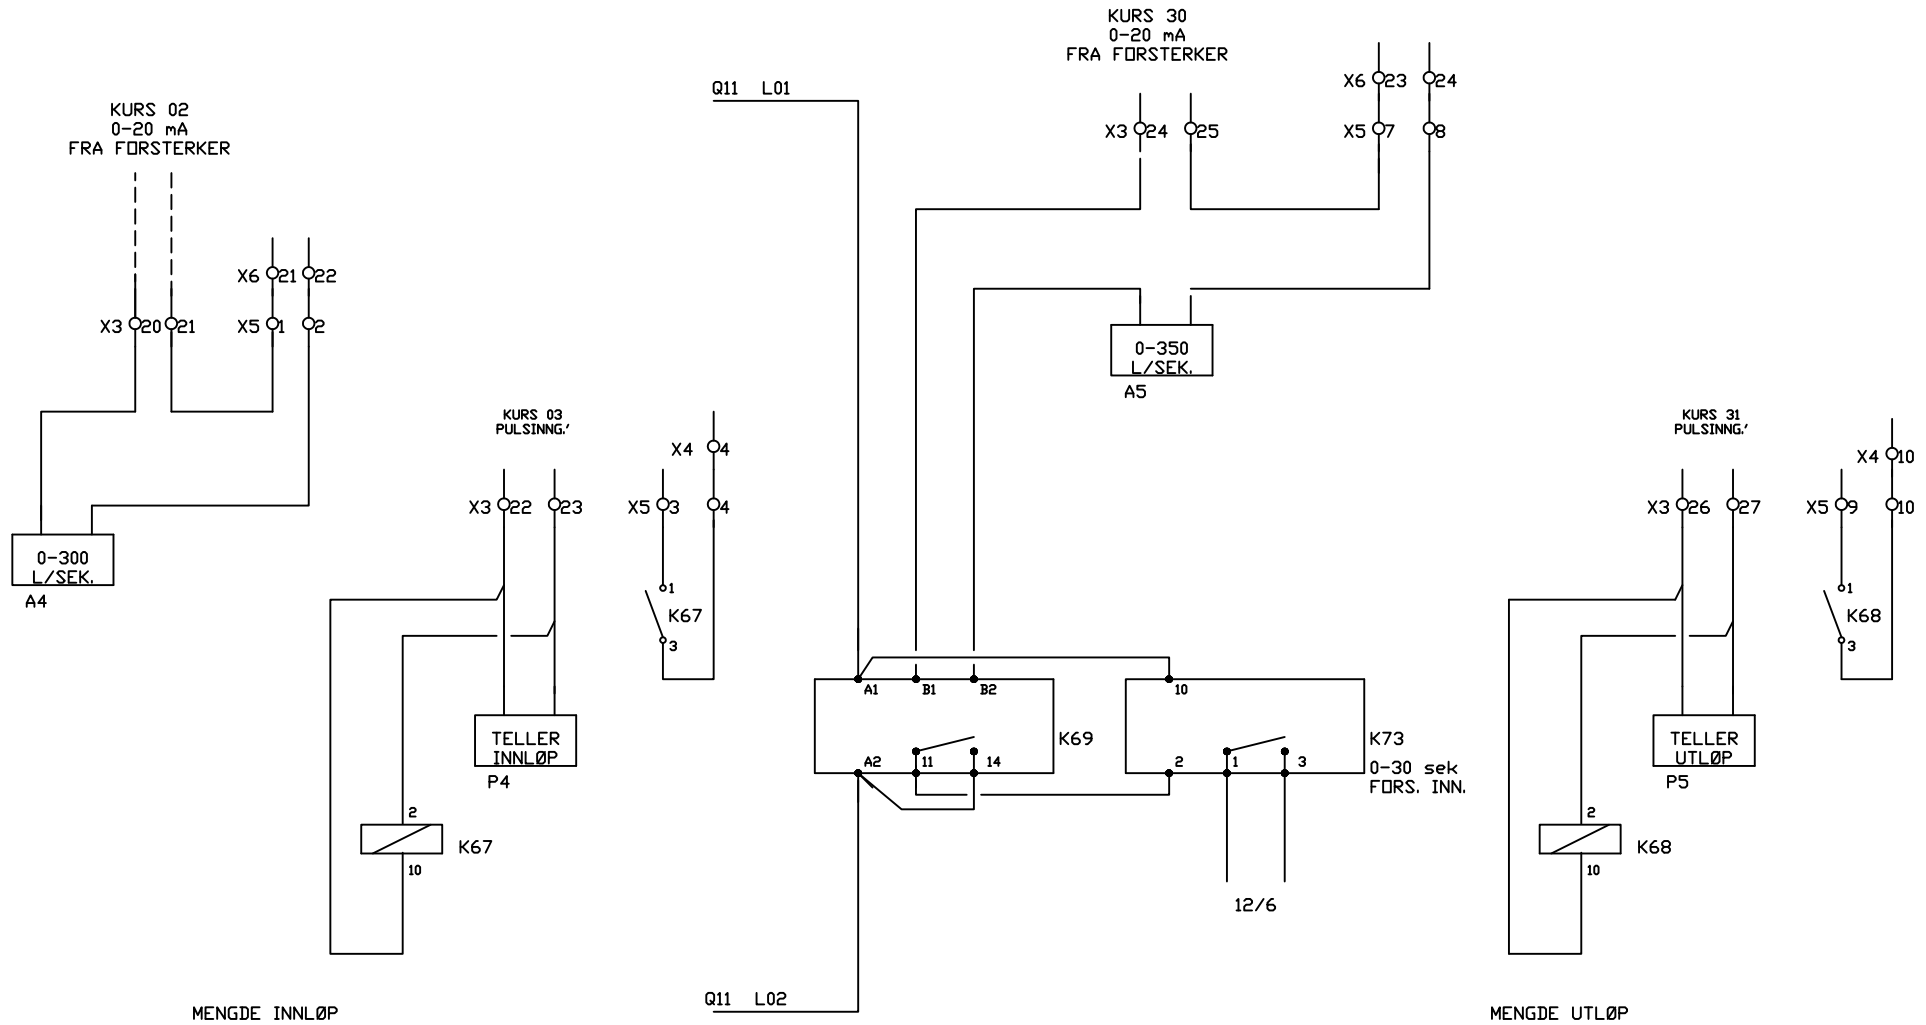 KURS 02
0-20 mA
FRA FORSTERKER
X6 21 22
X3 20 21 X5 1 2
0-300
L/SEK.
A4
KURS 03
PULSINNG.'
X4 4
X3 22 23 X5 3 4
1
K67
3
TELLER
INNLØP
P4
2
K67
10
MENGDE INNLØP
Q11 L01
KURS 30
0-20 mA
FRA FORSTERKER
X6 23 24
X3 24 25 X5 7 8
0-350
L/SEK.
A5
A1 B1 B2
K69
A2 11 14
10
K73
2 1 3
0-30 sek
FORS. INN.
12/6
Q11 L02
KURS 31
PULSINNG.'
X4 10
X3 26 27 X5 9 10
1
K68
3
TELLER
UTLØP
P5
2
K68
10
MENGDE UTLØP